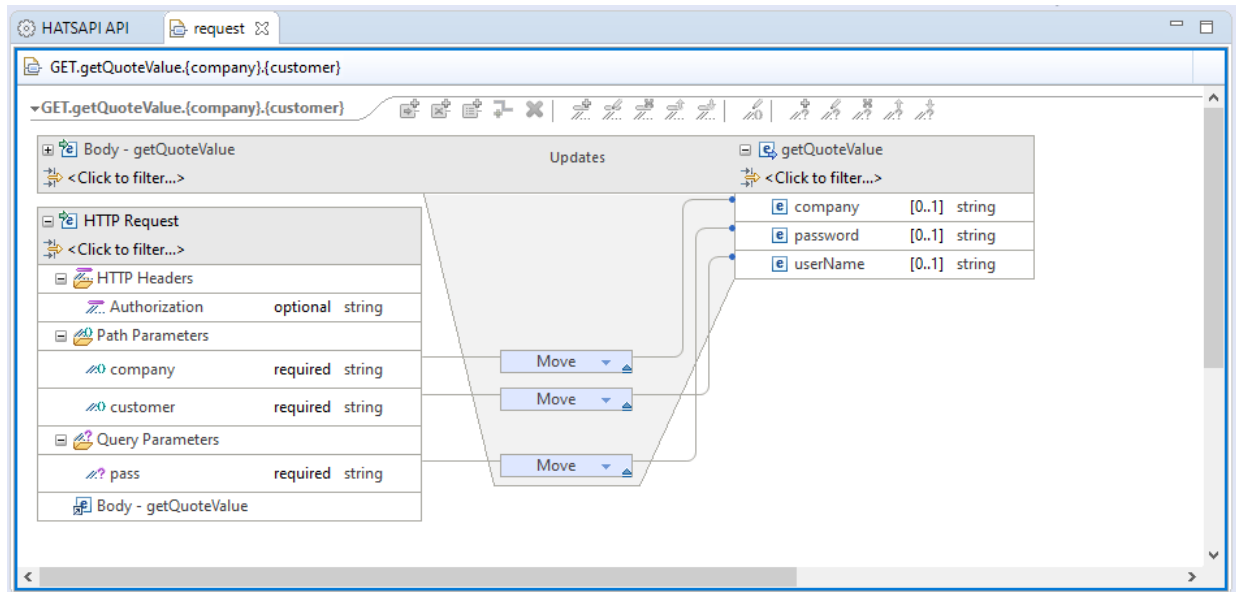 HATSAPI API request
GET.getQuoteValue.{company}.{customer}
GET.getQuoteValue.{company}.{customer}
Body - getQuoteValue
<Click to filter...>
Updates
getQuoteValue
<Click to filter...>
company [0..1] string
password [0..1] string
userName [0..1] string
HTTP Request
<Click to filter...>
HTTP Headers
Authorization optional string
Path Parameters
company required string
customer required string
Query Parameters
pass required string
Body - getQuoteValue
Move
Move
Move